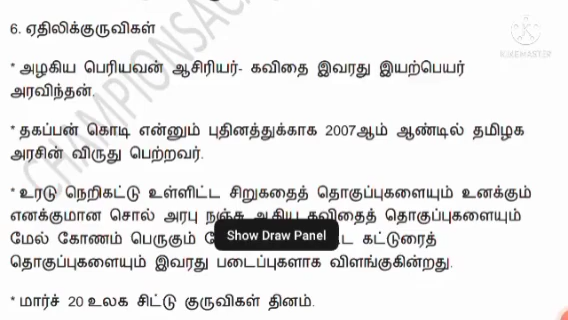 6. ஏதிலிக்குருவிகள்
KINEMASTER
* அழகிய பெரியவன் ஆசிரியர்- கவிதை இவரது இயற்பெயர்
அரவிந்தன்.
* தகப்பன் கொடி என்னும் புதினத்துக்காக 2007ஆம் ஆண்டில் தமிழக
அரசின் விருது பெற்றவர்.
* உரடு நெறிகட்டு உள்ளிட்ட சிறுகதைத் தொகுப்புகளையும் உனக்கும்
எனக்குமான சொல் அரபு நஞ்சு ஆகிய கவிதைத் தொகுப்புகளையும்
மேல் கோணம் பெருகும் கட்டுரைத்
Show Draw Panel
தொகுப்புகளையும் இவரது படைப்புகளாக விளங்குகின்றது.
* மார்ச் 20 உலக சிட்டு குருவிகள் தினம்.